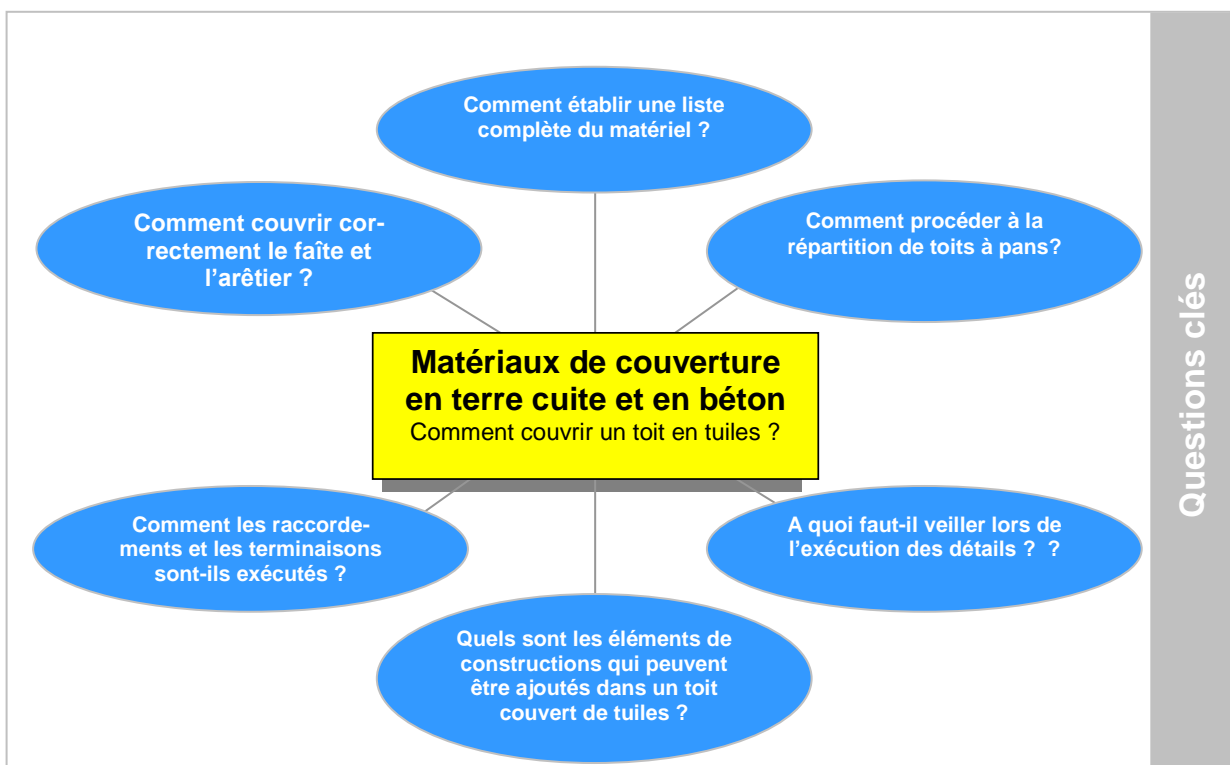 Comment établir une liste
complète du matériel ?
Comment couvrir cor-
rectement le faîte et
l'arêtier ?
Comment procéder à la
répartition de toits à pans?
Matériaux de couverture
en terre cuite et en béton
Comment couvrir un toit en tuiles ?
Comment les raccorde-
ments et les terminaisons
sont-ils exécutés ?
A quoi faut-il veiller lors de
l'exécution des détails ?  ?
Quels sont les éléments de
constructions qui peuvent
être ajoutés dans un toit
couvert de tuiles ?
Questions clés